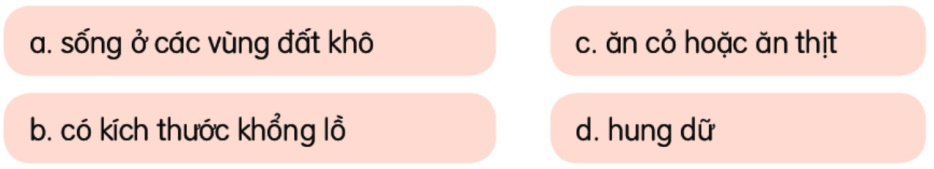 a. sống ở các vùng đất khô
b. có kích thước khổng lồ
c. ăn cỏ hoặc ăn thịt
d. hung dữ